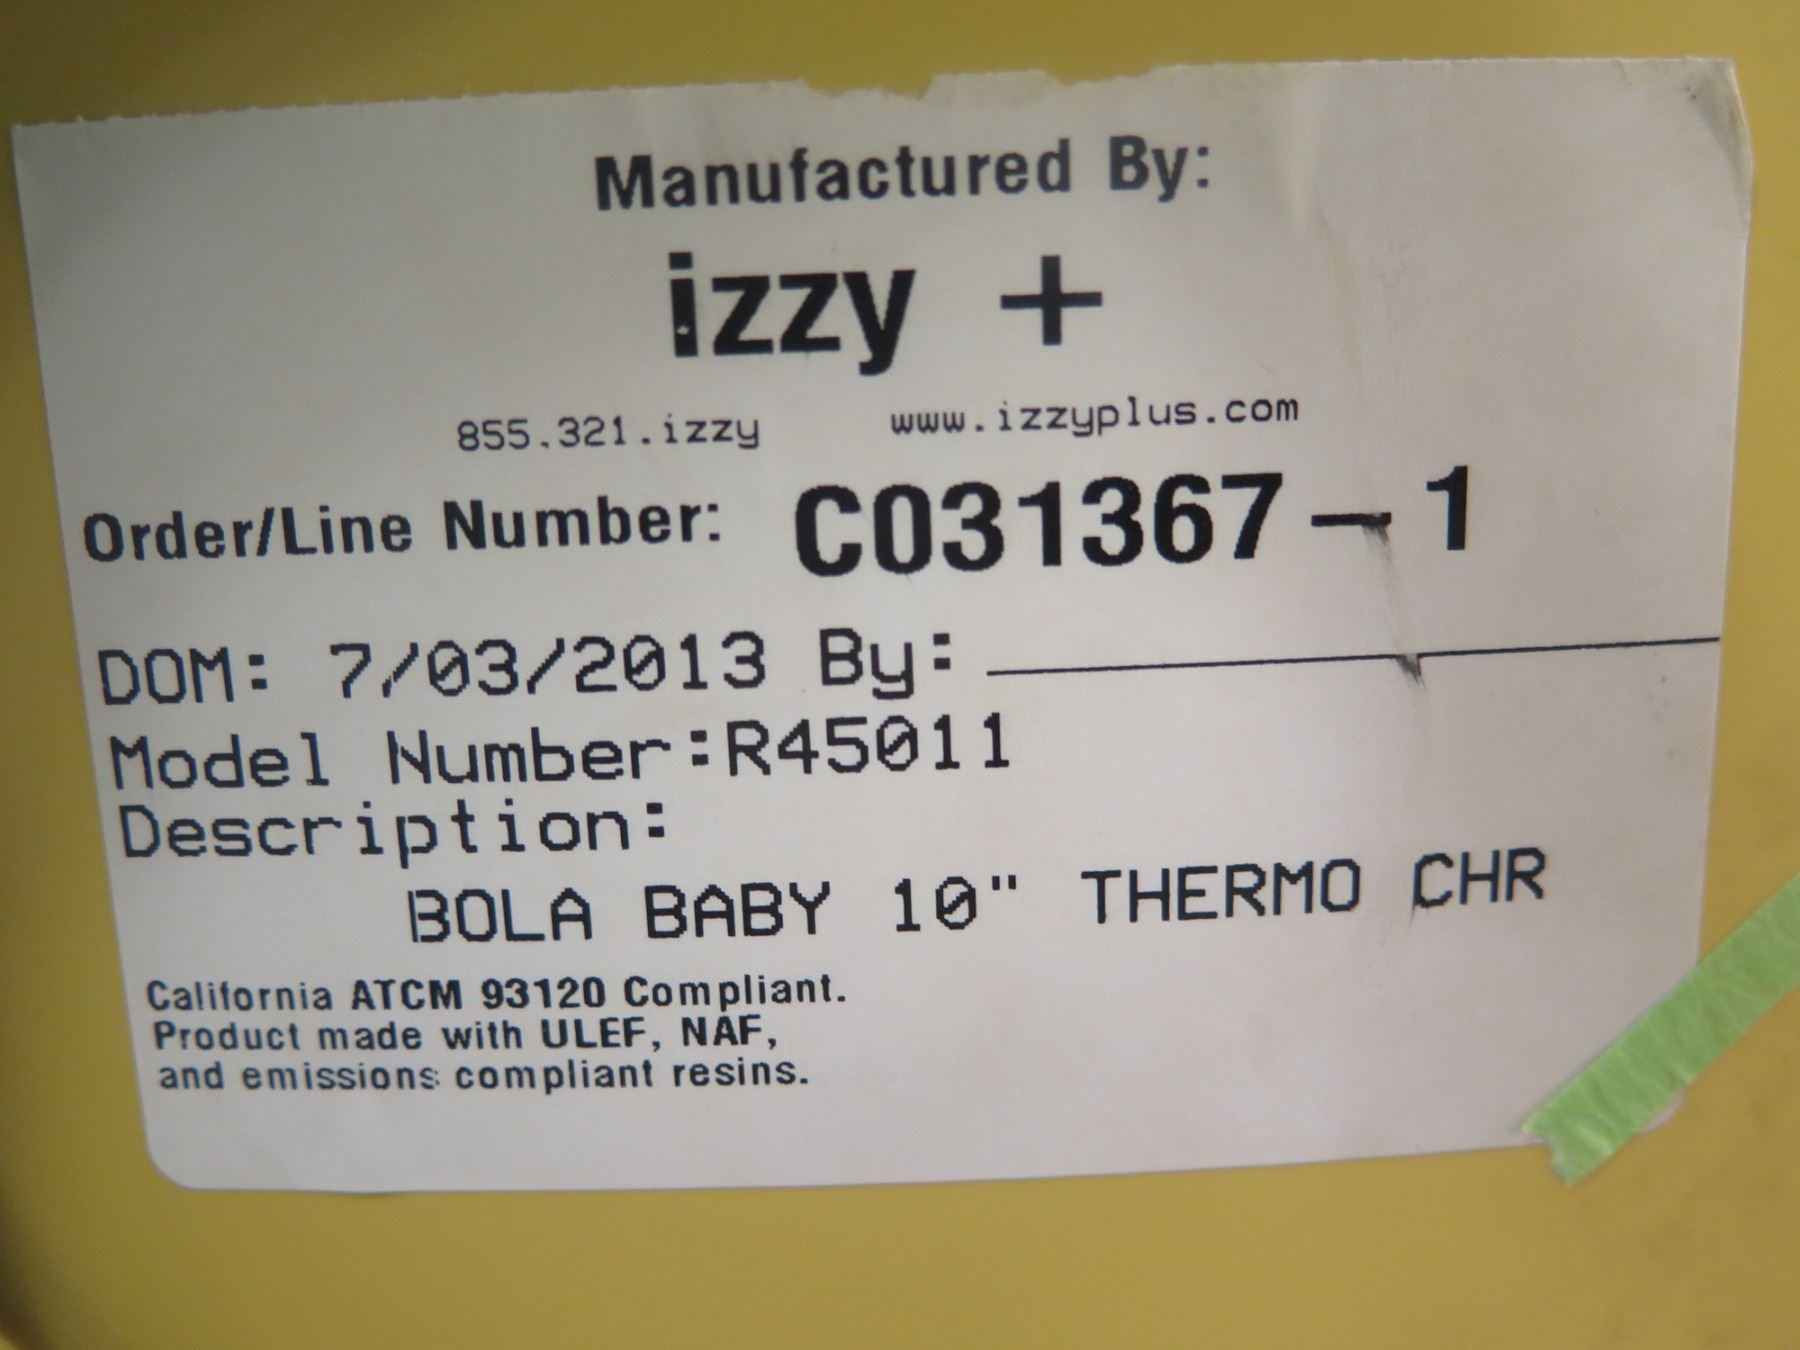 Manufactured By:
izzy +
855.321.izzy www.izzyplus.com
Order/Line Number: C031367-1
DOM: 7/03/2013 By:
Model Number:R45011
Description:
BOLA BABY 10" THERMO CHR
California ATCM 93120 Compliant.
Product made with ULEF, NAF,
and emissions compliant resins.